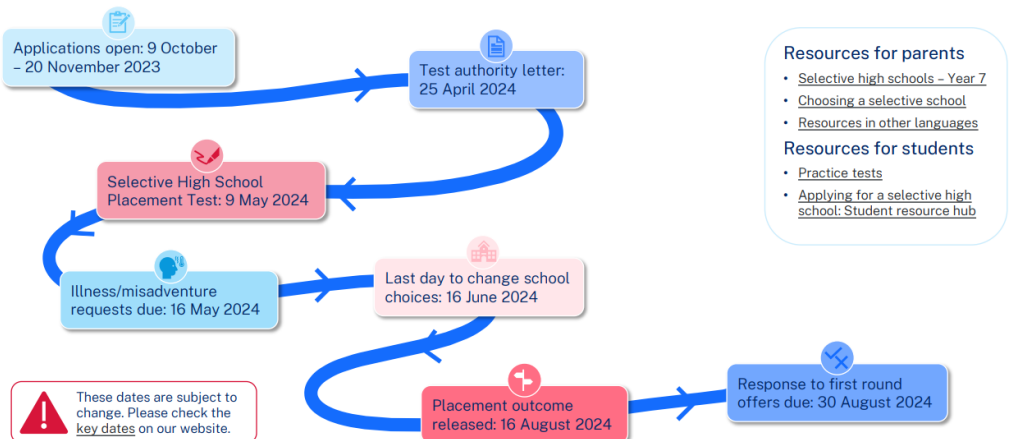 Applications open: 9 October
– 20 November 2023
Test authority letter:
25 April 2024
Selective High School
Placement Test: 9 May 2024
Illness/misadventure
requests due: 16 May 2024
Last day to change school
choices: 16 June 2024
Placement outcome
released: 16 August 2024
Response to first round
offers due: 30 August 2024
These dates are subject to
change. Please check the
key dates on our website.
Resources for parents
• Selective high schools – Year 7
• Choosing a selective school
• Resources in other languages
Resources for students
• Practice tests
• Applying for a selective high
school: Student resource hub